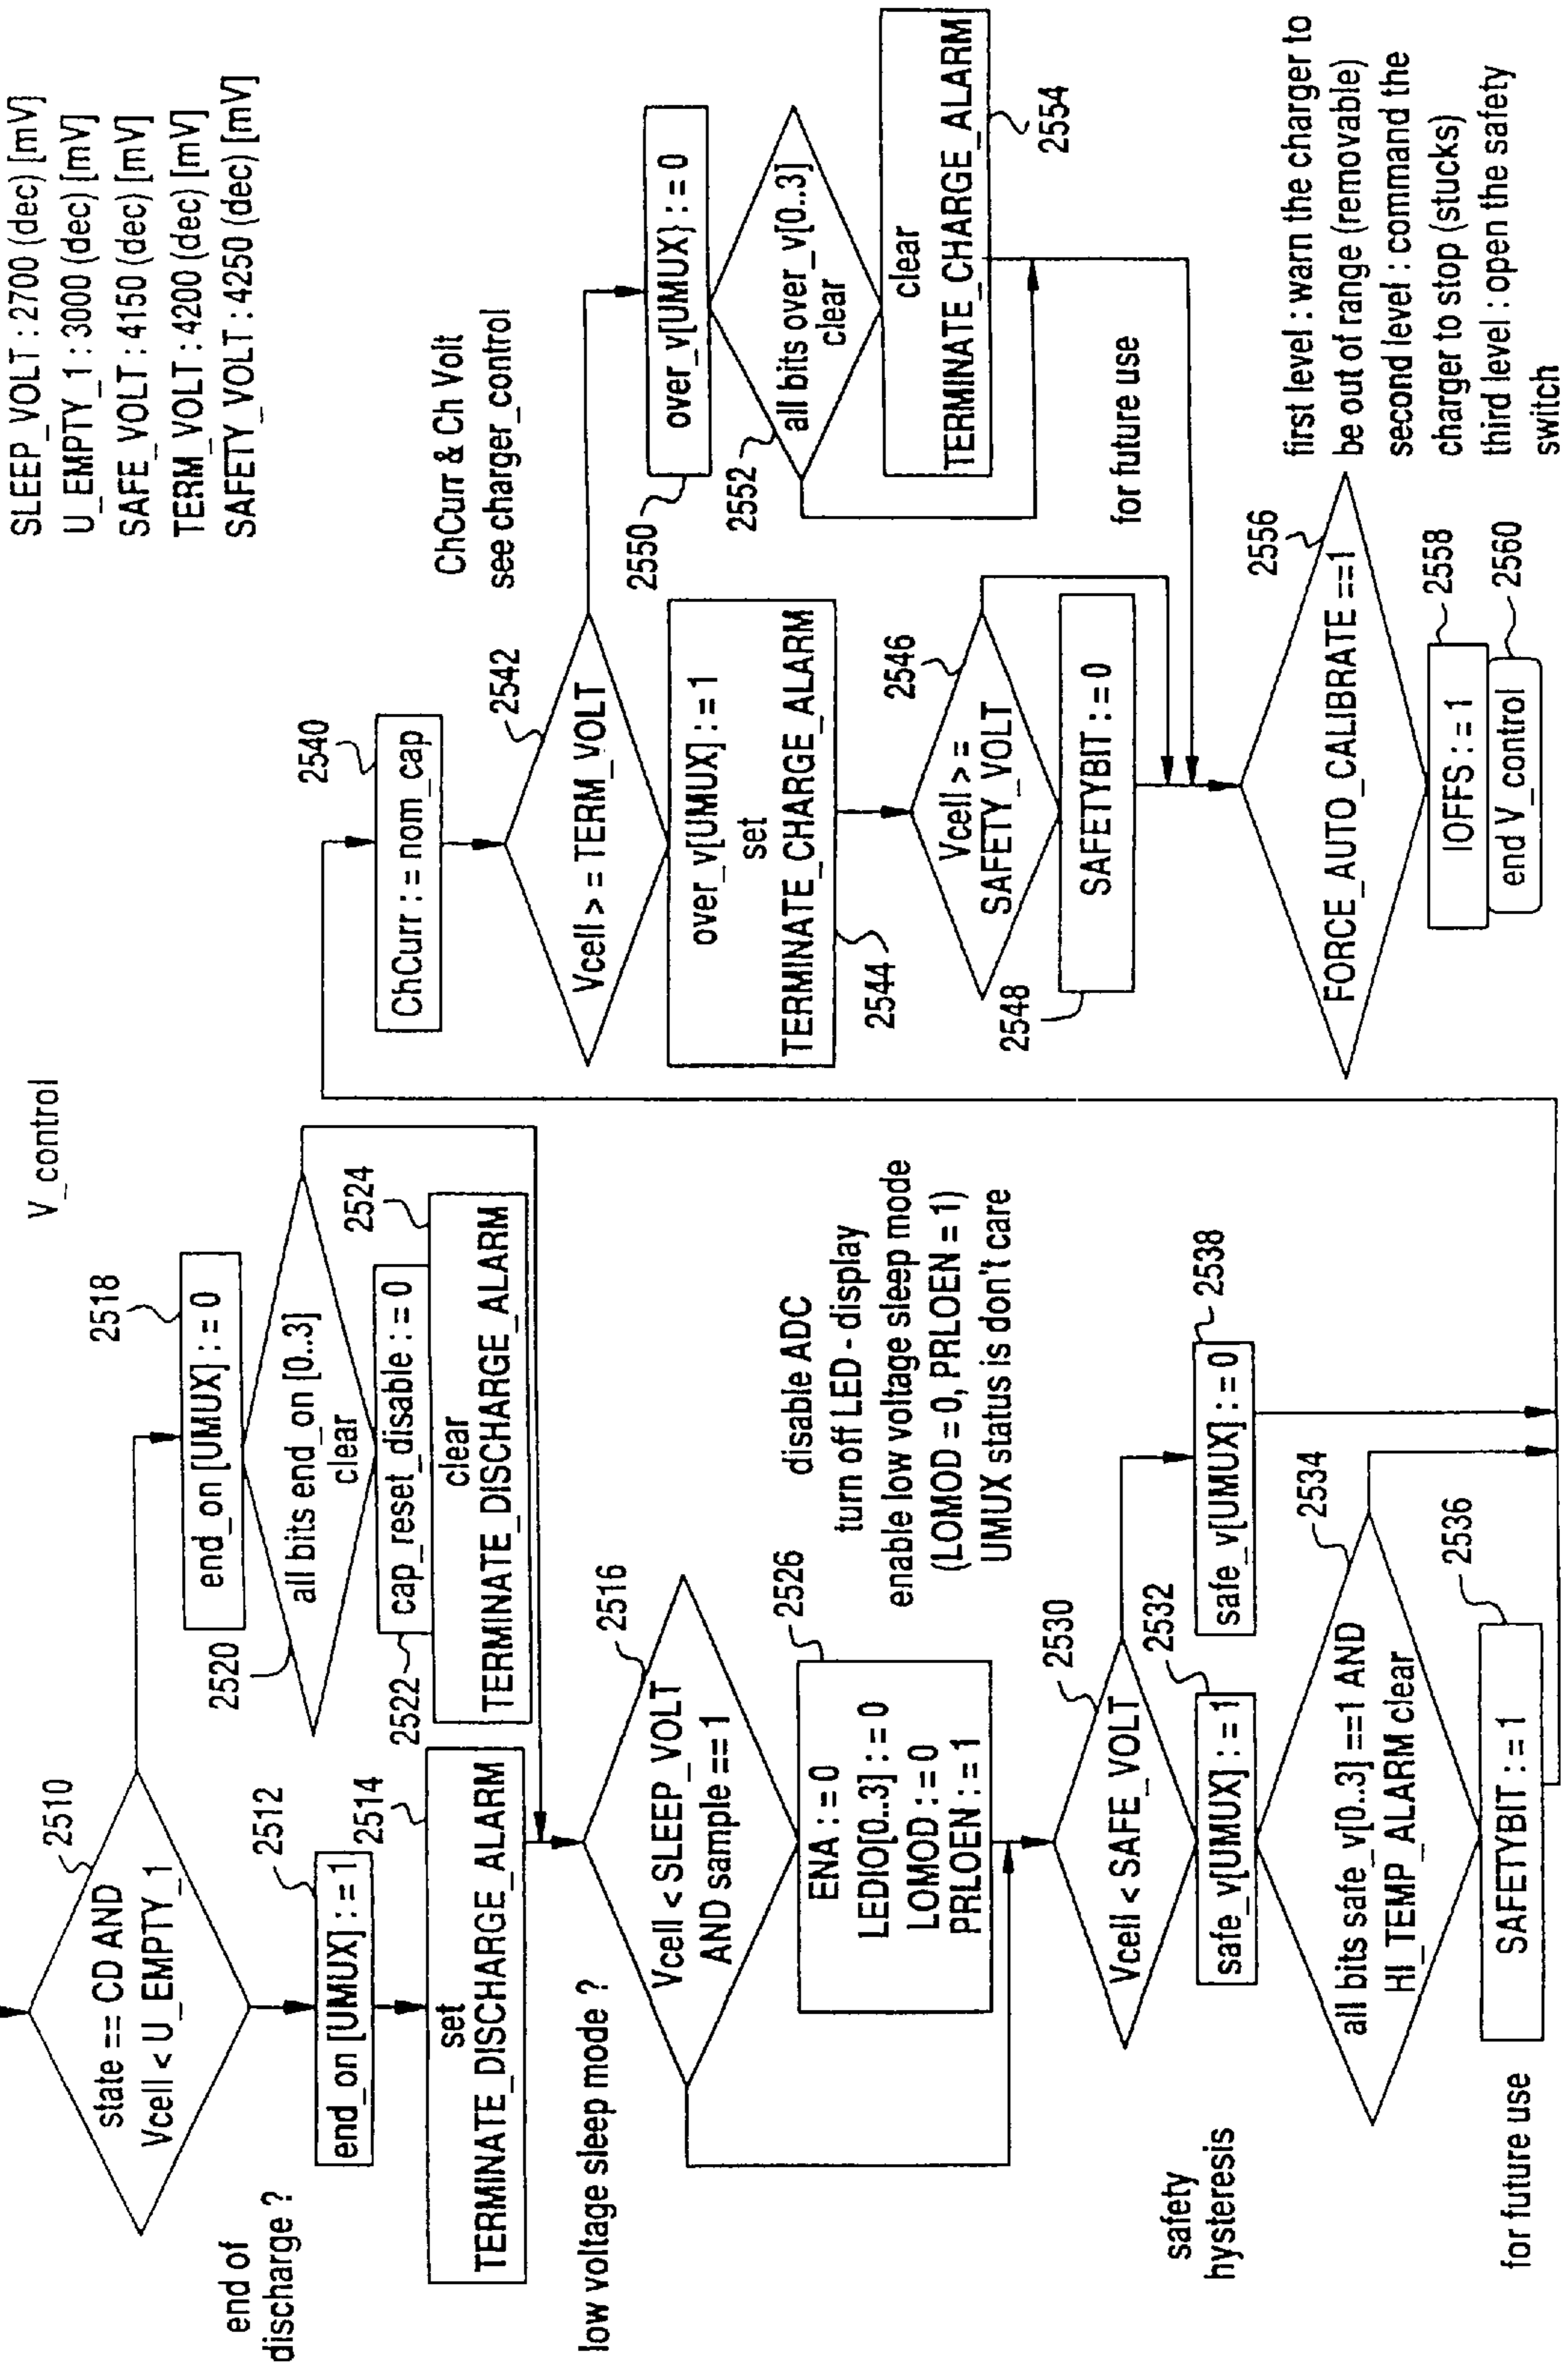 V_control
SLEEP_VOLT : 2700 (dec) [mV]
U_EMPTY_1 : 3000 (dec) [mV]
SAFE_VOLT : 4150 (dec) [mV]
TERM_VOLT : 4200 (dec) [mV]
SAFETY_VOLT : 4250 (dec) [mV]
end of
discharge ?
2510
state == CD AND
Vcell < U_EMPTY_1
2512
end_on [UMUX] : = 1
2514
set
TERMINATE_DISCHARGE_ALARM
2518
end_on [UMUX] : = 0
2520
all bits end_on [0..3]
clear
2522
cap_reset_disable : = 0
2524
clear
TERMINATE_DISCHARGE_ALARM
low voltage sleep mode ?
2516
Vcell < SLEEP_VOLT
AND sample == 1
2526
ENA : = 0
LEDIO[0..3] : = 0
LOMOD : = 0
PRLOEN : = 1
disable ADC
turn off LED - display
enable low voltage sleep mode
(LOMOD = 0, PRLOEN = 1)
UMUX status is don't care
safety
hysteresis
2530
Vcell < SAFE_VOLT
2532
safe_v[UMUX] : = 1
2538
safe_v[UMUX] : = 0
2534
all bits safe_v[0..3] ==1 AND
HI_TEMP_ALARM clear
2536
SAFETYBIT : = 1
for future use
2540
ChCurr : = nom_cap
ChCurr & Ch Volt
see charger_control
2542
Vcell > = TERM_VOLT
over_v[UMUX] : = 1
set
TERMINATE_CHARGE_ALARM
2544
2550
over_v[UMUX} : = 0
2552
all bits over_v[0..3]
clear
clear
TERMINATE_CHARGE_ALARM
2554
2546
Vcell > =
SAFETY_VOLT
2548
SAFETYBIT : = 0
for future use
2556
FORCE_AUTO_CALIBRATE ==1
2558
IOFFS : = 1
2560
end V_control
first level : warn the charger to
be out of range (removable)
second level : command the
charger to stop (stucks)
third level : open the safety
switch